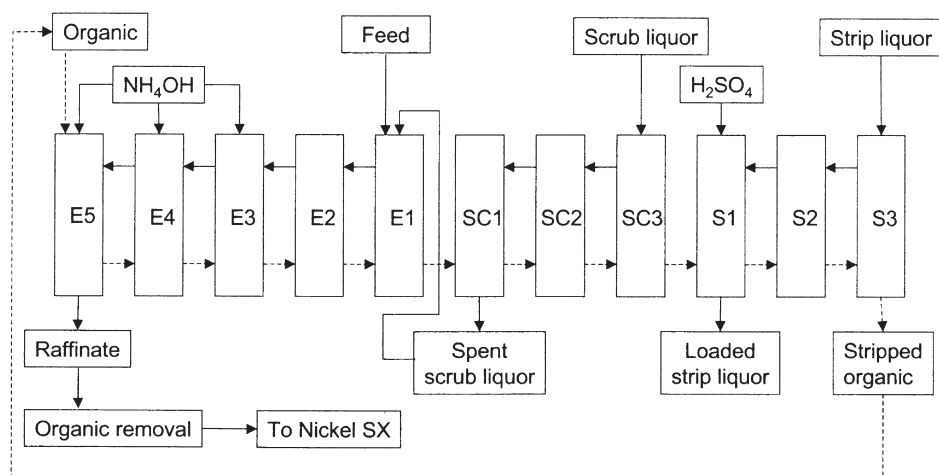 Organic
Feed
Scrub liquor
Strip liquor
NH₄OH
H₂SO₄
E5
E4
E3
E2
E1
SC1
SC2
SC3
S1
S2
S3
Raffinate
Spent
scrub liquor
Loaded
strip liquor
Stripped
organic
Organic removal
To Nickel SX